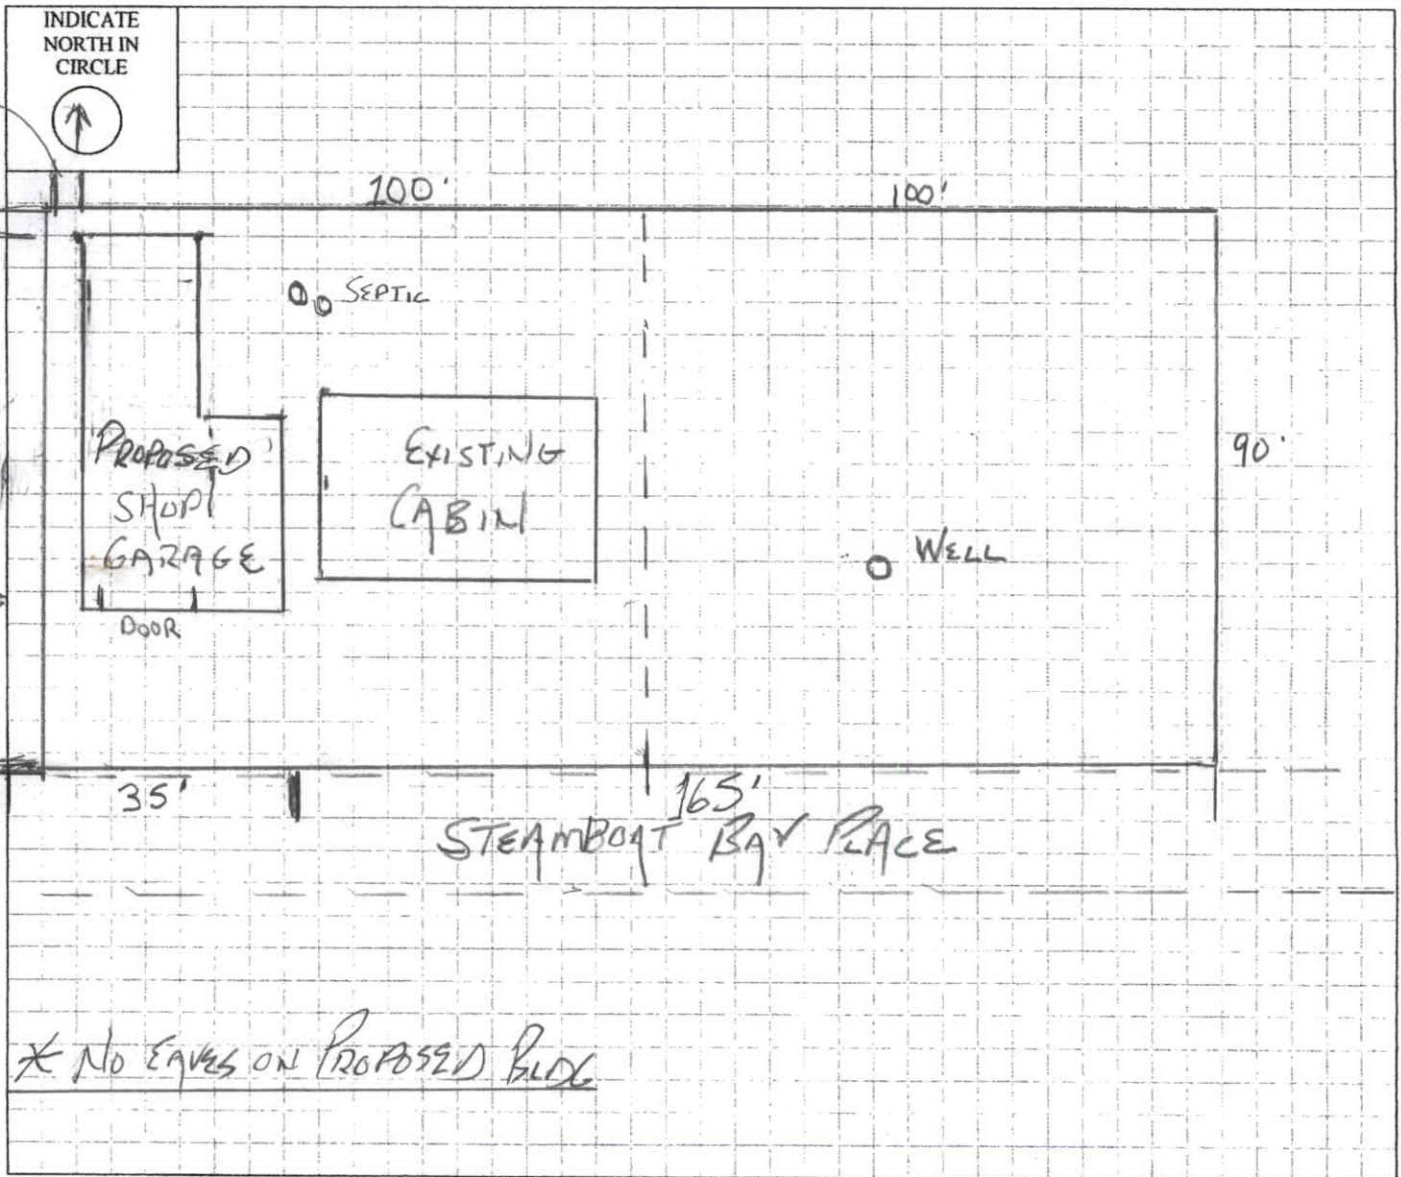 INDICATE
NORTH IN
CIRCLE
100'
100'
SEPTIC
PROPOSED
SHOP/
GARAGE
EXISTING
CABIN
90'
WELL
DOOR
35'
165'
STEAMBOAT BAY PLACE
* NO EAVES ON PROPOSED BLDG